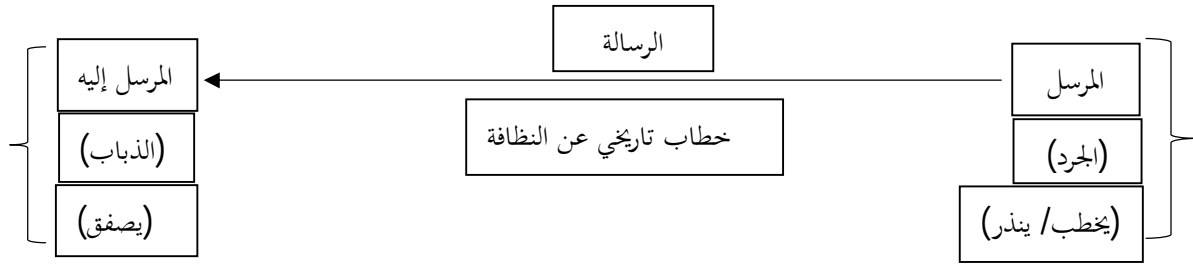 الرسالة
المرسل
المرسل إليه
خطاب تاريخي عن النظافة
(الجرد)
(الذباب)
(يخطب/ ينذر)
(يصفق)